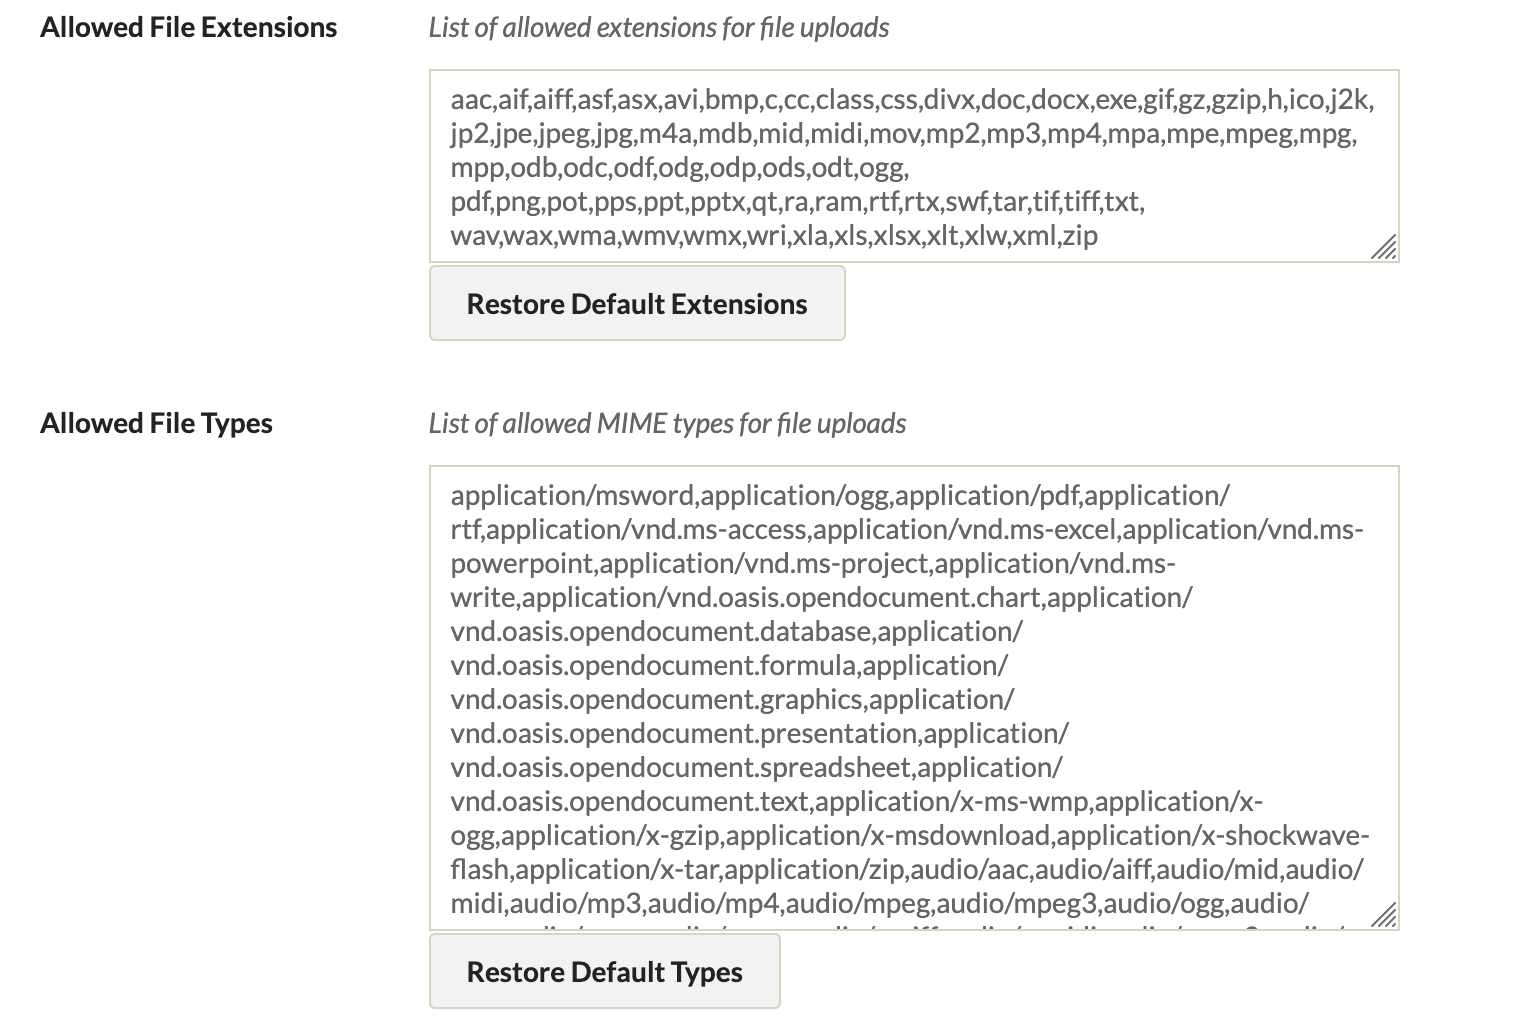 Allowed File Extensions
List of allowed extensions for file uploads
aac,aif,aiff,asf,asx,avi,bmp,c,cc,class,css,divx,doc,docx,exe,gif,gz,gzip,h,ico,j2k,
jp2,jpe,jpeg,jpg,m4a,mdb,mid,midi,mov,mp2,mp3,mp4,mpa,mpe,mpeg,mpg,
mpp,odb,odc,odf,odg,odp,ods,odt,ogg,
pdf,png,pot,pps,ppt,pptx,qt,ra,ram,rtf,rtx,swf,tar,tif,tiff,txt,
wav,wax,wma,wmv,wmx,wri,xla,xls,xlsx,xlt,xlw,xml,zip
Restore Default Extensions
Allowed File Types
List of allowed MIME types for file uploads
application/msword,application/ogg,application/pdf,application/
rtf,application/vnd.ms-access,application/vnd.ms-excel,application/vnd.ms-
powerpoint,application/vnd.ms-project,application/vnd.ms-
write,application/vnd.oasis.opendocument.chart,application/
vnd.oasis.opendocument.database,application/
vnd.oasis.opendocument.formula,application/
vnd.oasis.opendocument.graphics,application/
vnd.oasis.opendocument.presentation,application/
vnd.oasis.opendocument.spreadsheet,application/
vnd.oasis.opendocument.text,application/x-ms-wmp,application/x-
ogg,application/x-gzip,application/x-msdownload,application/x-shockwave-
flash,application/x-tar,application/zip,audio/aac,audio/aiff,audio/mid,audio/
midi,audio/mp3,audio/mp4,audio/mpeg,audio/mpeg3,audio/ogg,audio/
Restore Default Types